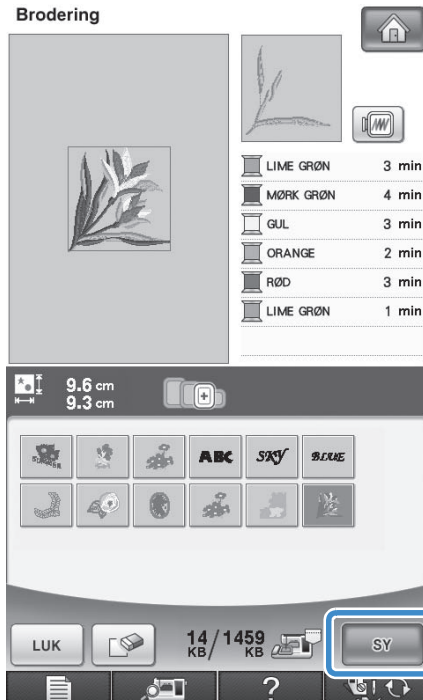 Brodering
LIME GRØN 3 min
MØRK GRØN 4 min
GUL 3 min
ORANGE 2 min
RØD 3 min
LIME GRØN 1 min
9.6 cm
9.3 cm
ABC SKY BLUE
LUK 14/1459 SY
KB KB
?